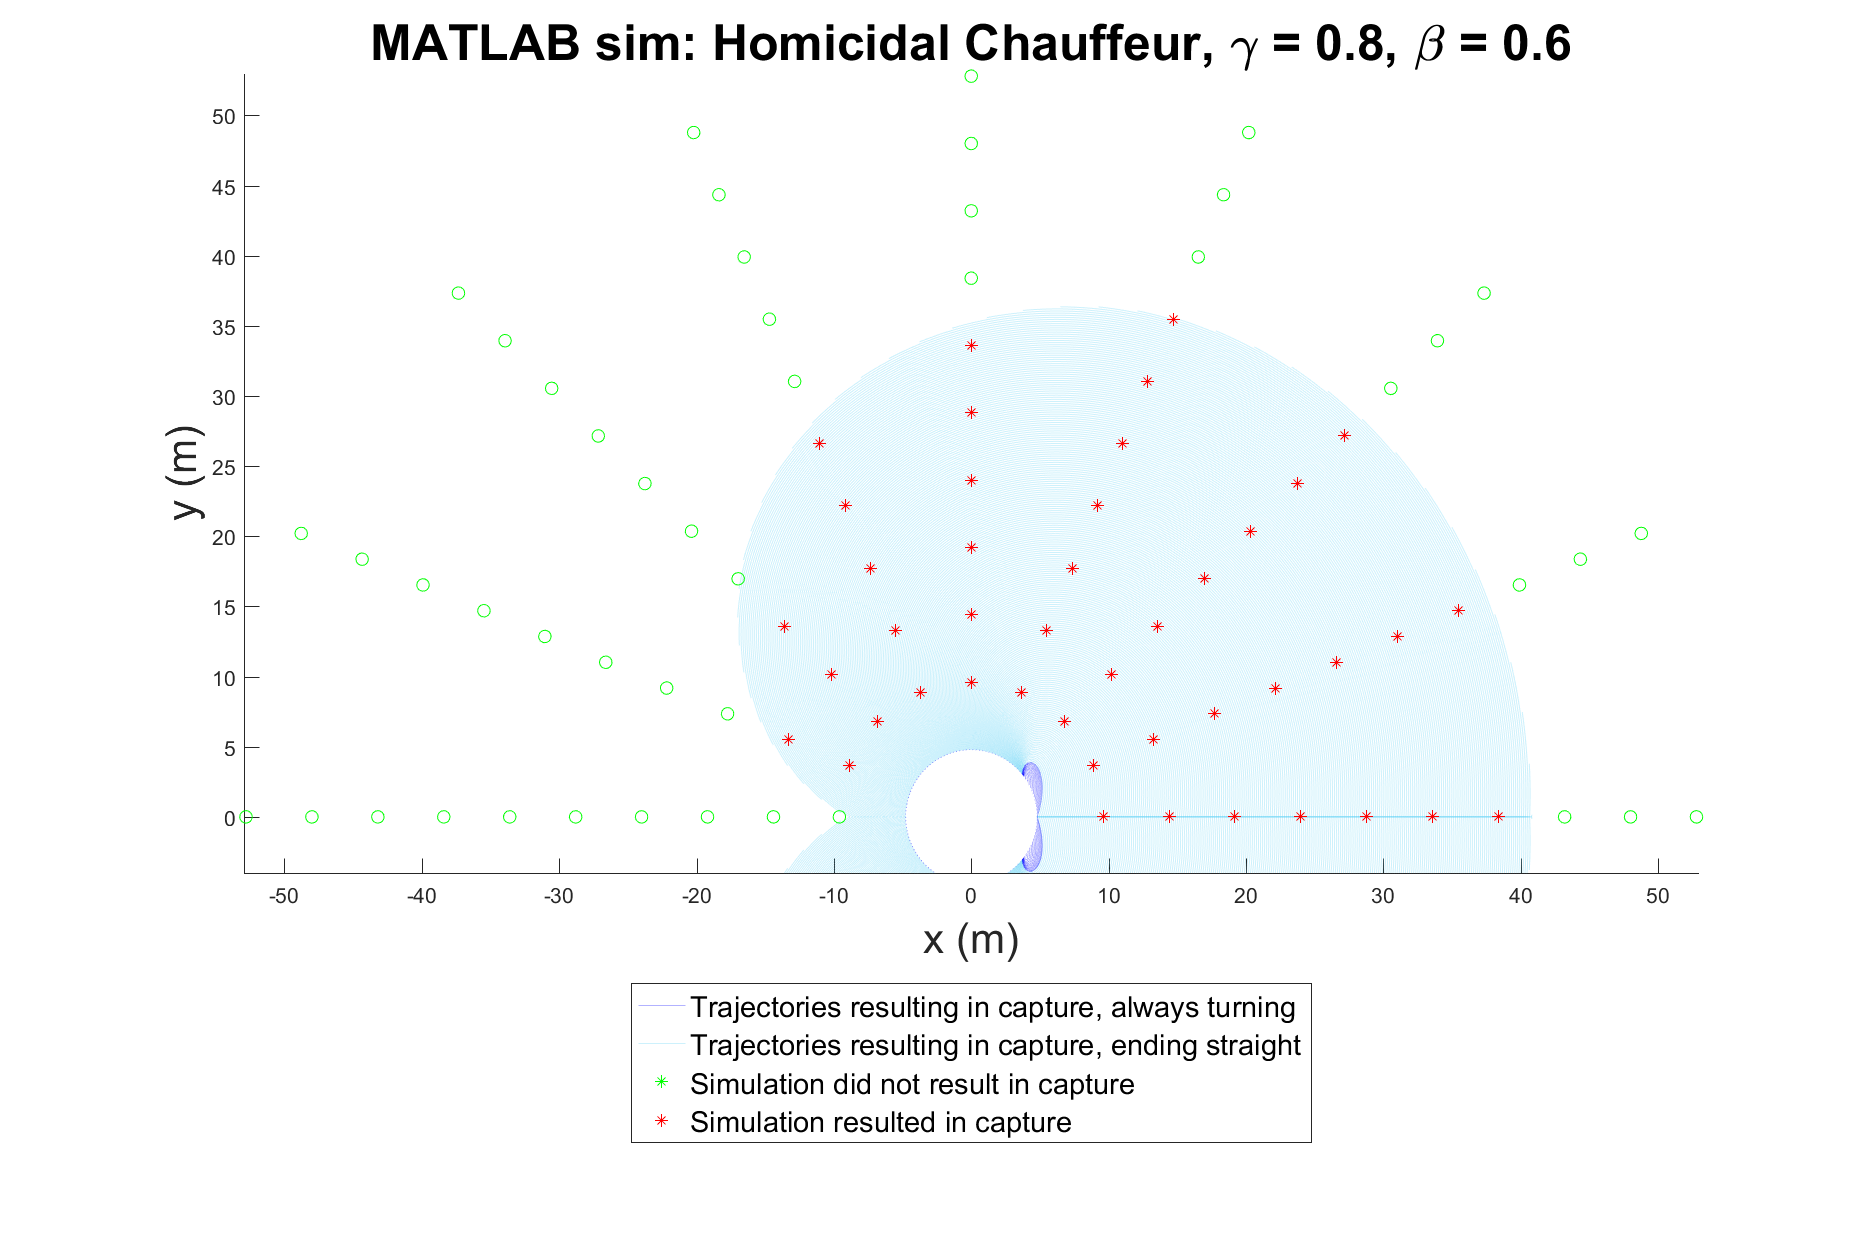 MATLAB sim: Homicidal Chauffeur, γ = 0.8, β = 0.6
50
45
40
35
30
25
20
15
10
5
0
y (m)
-50 -40 -30 -20 -10 0 10 20 30 40 50
x (m)
Trajectories resulting in capture, always turning
Trajectories resulting in capture, ending straight
Simulation did not result in capture
Simulation resulted in capture